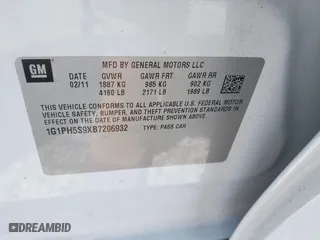 GM
MFD BY GENERAL MOTORS LLC
DATE GVWR GAWR FRT GAWR RR
02/11 1887 KG 985 KG 902 KG
4160 LB 2171 LB 1989 LB
THIS VEHICLE CONFORMS TO ALL APPLICABLE U.S. FEDERAL MOTOR
VEHICLE SAFETY, BUMPER, AND THEFT PREVENTION STANDARDS
IN EFFECT ON THE DATE OF MANUFACTURE SHOWN ABOVE.
1G1PH5S9XB7206932 TYPE: PASS CAR
DREAMBID